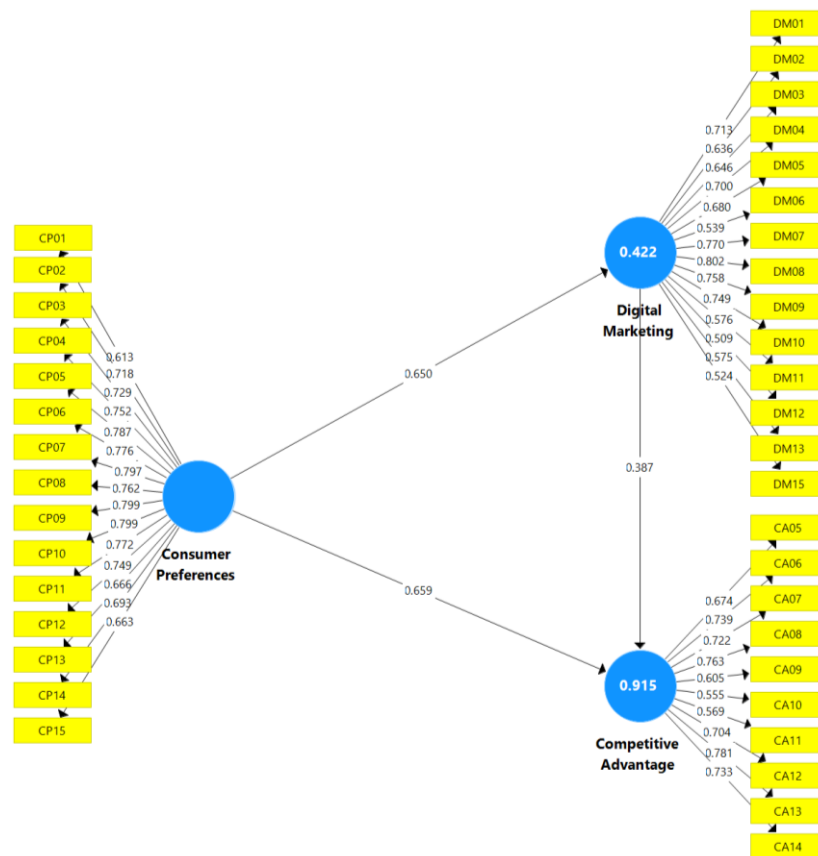 CP01
CP02
CP03
CP04
CP05
CP06
CP07
CP08
CP09
CP10
CP11
CP12
CP13
CP14
CP15
0.613
0.718
0.729
0.752
0.787
0.776
0.797
0.762
0.799
0.799
0.772
0.749
0.666
0.693
0.663
Consumer
Preferences
0.650
0.659
0.422
Digital
Marketing
0.387
0.915
Competitive
Advantage
0.713
0.636
0.646
0.700
0.680
0.539
0.770
0.802
0.758
0.749
0.576
0.509
0.575
0.524
DM01
DM02
DM03
DM04
DM05
DM06
DM07
DM08
DM09
DM10
DM11
DM12
DM13
DM15
0.674
0.739
0.722
0.763
0.605
0.555
0.569
0.704
0.781
0.733
CA05
CA06
CA07
CA08
CA09
CA10
CA11
CA12
CA13
CA14